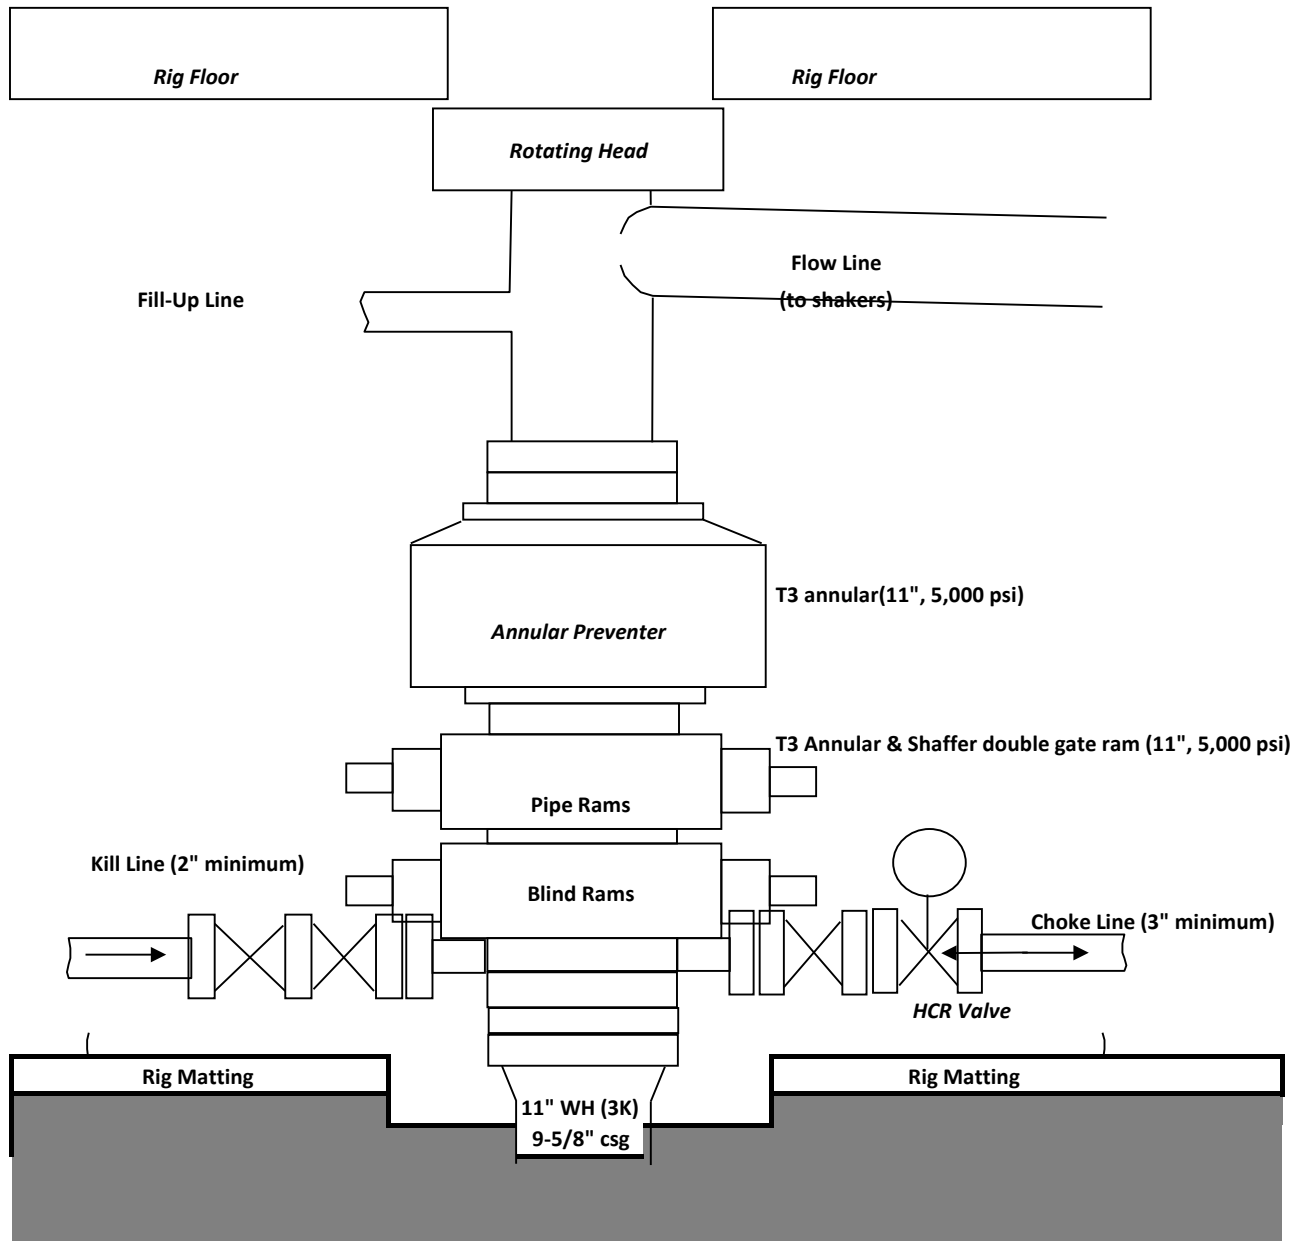 Rig Floor
Rig Floor
Rotating Head
Flow Line
(to shakers)
Fill-Up Line
T3 annular(11", 5,000 psi)
Annular Preventer
T3 Annular & Shaffer double gate ram (11", 5,000 psi)
Pipe Rams
Kill Line (2" minimum)
Blind Rams
Choke Line (3" minimum)
HCR Valve
Rig Matting
Rig Matting
11" WH (3K)
9-5/8" csg